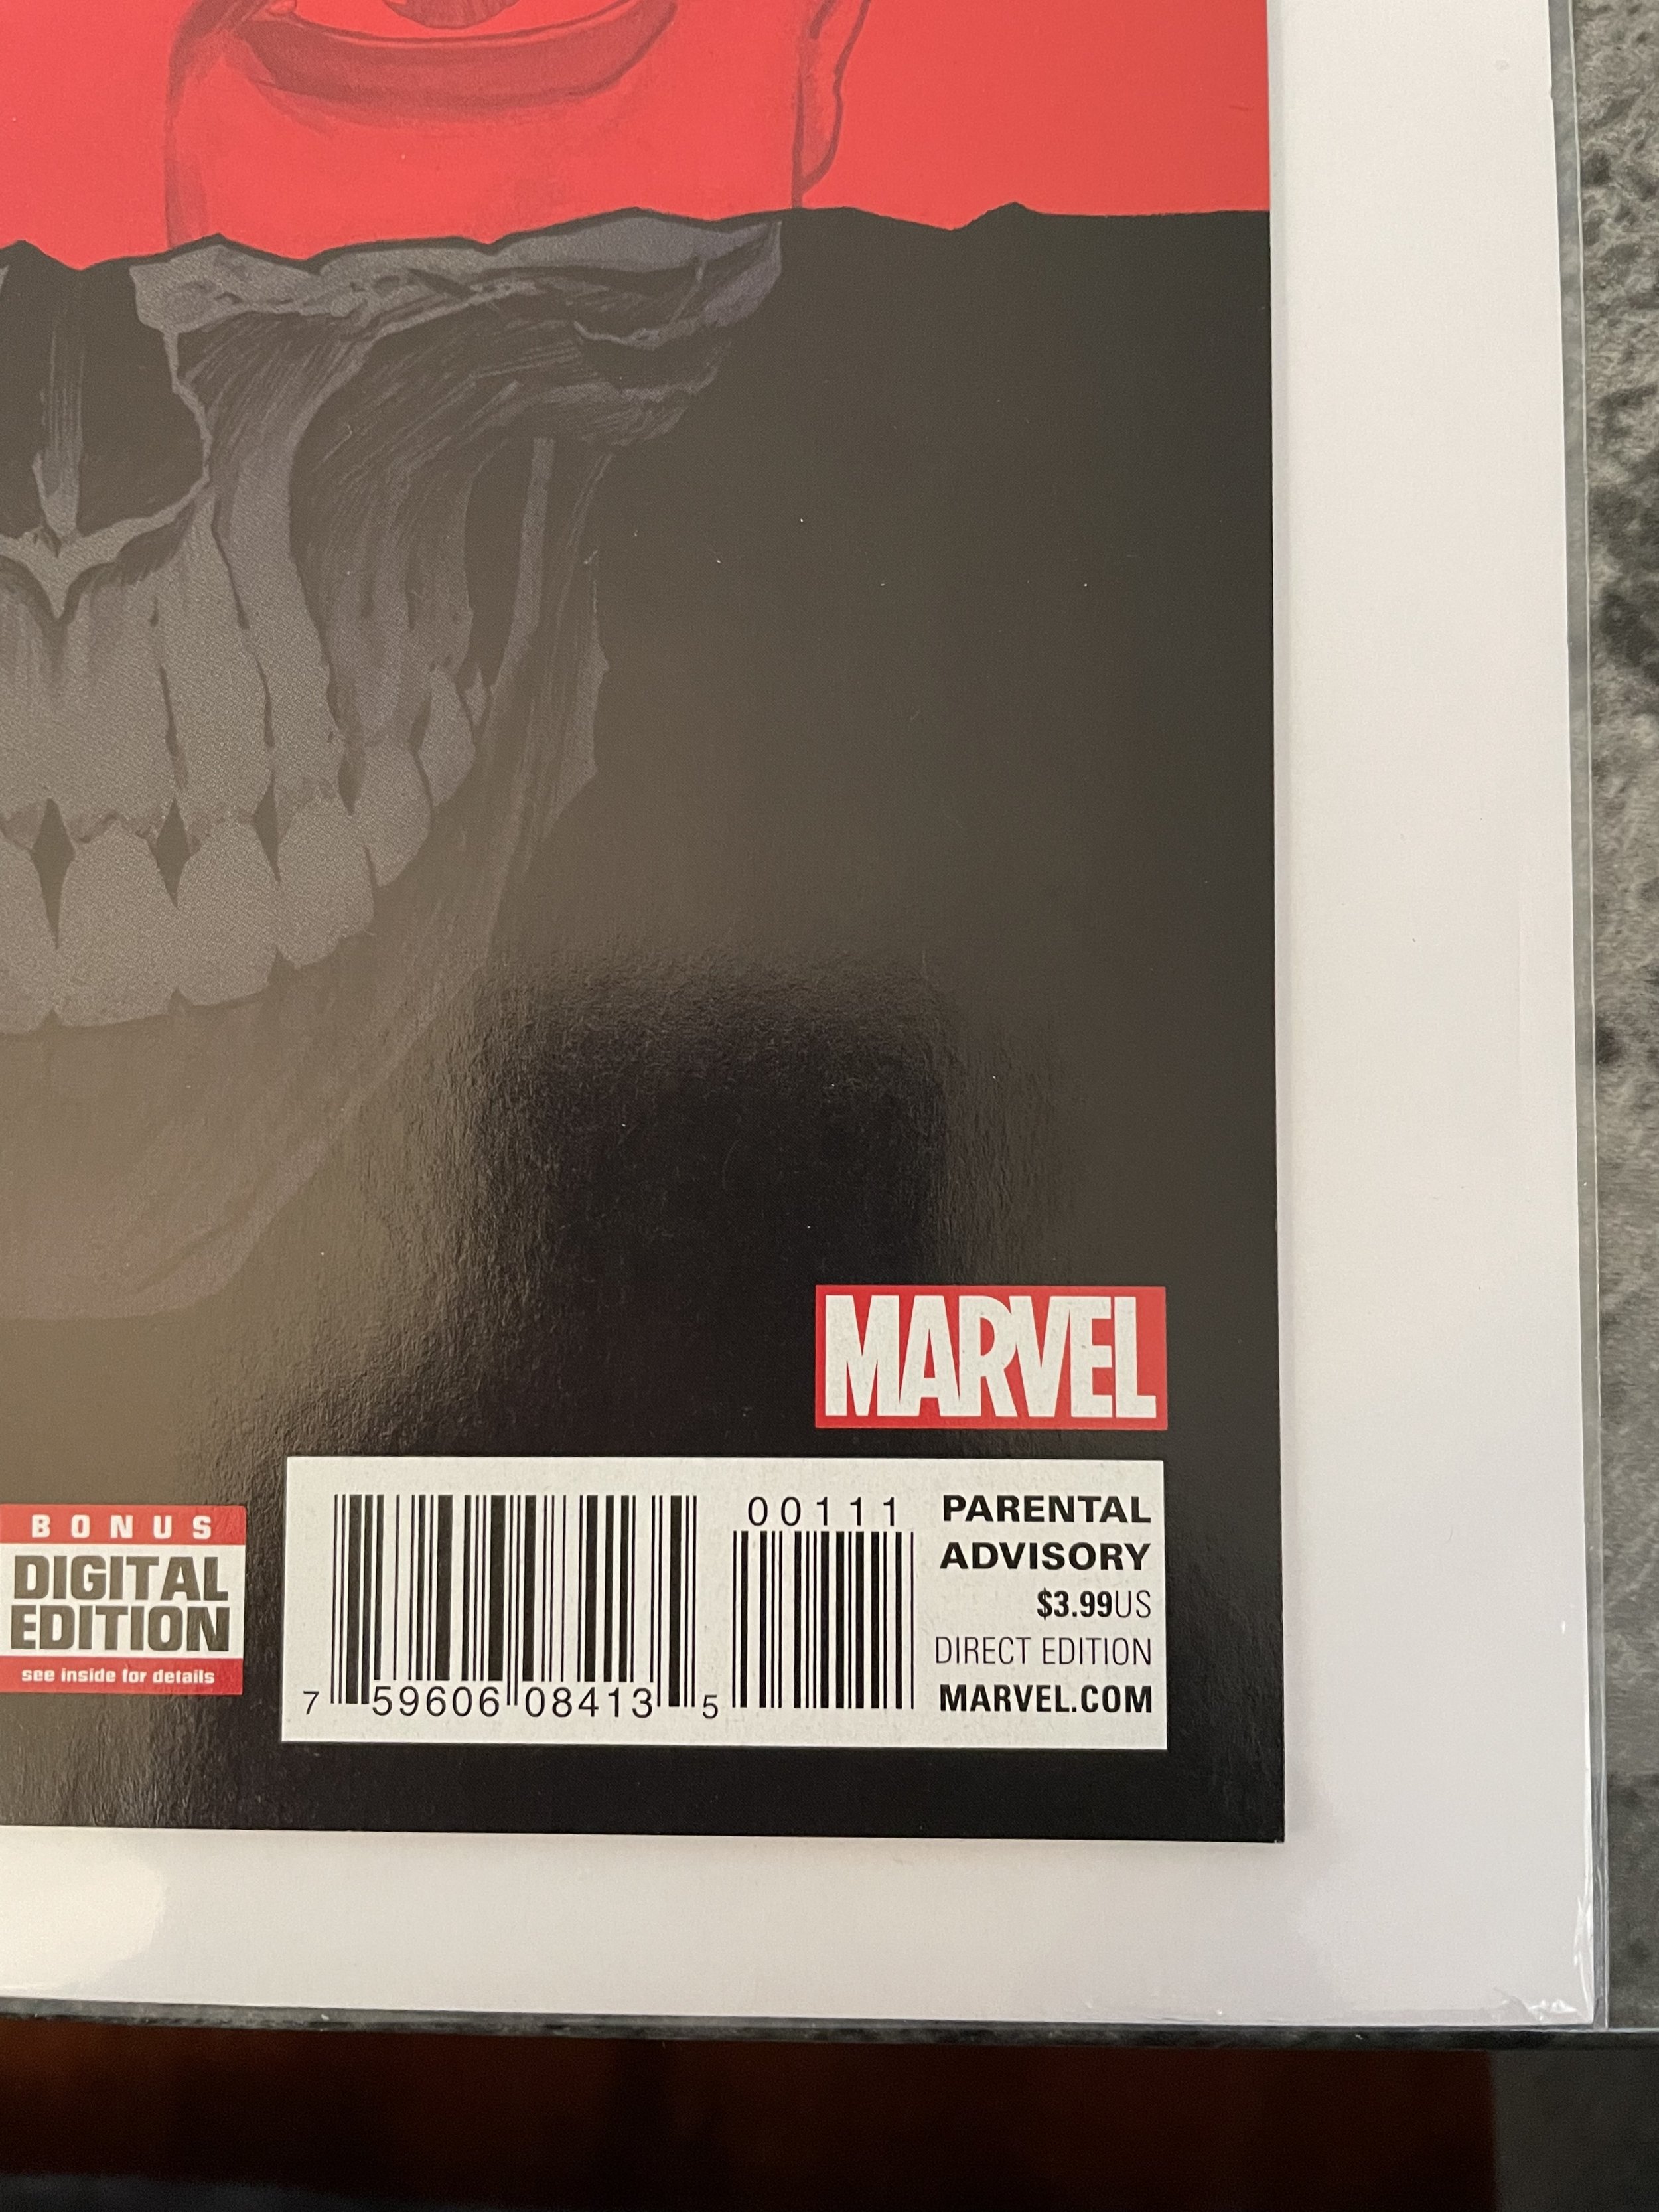 MARVEL
BONUS
DIGITAL
EDITION
see inside for details
00111
7 59606 08413 5
PARENTAL
ADVISORY
$3.99US
DIRECT EDITION
MARVEL.COM